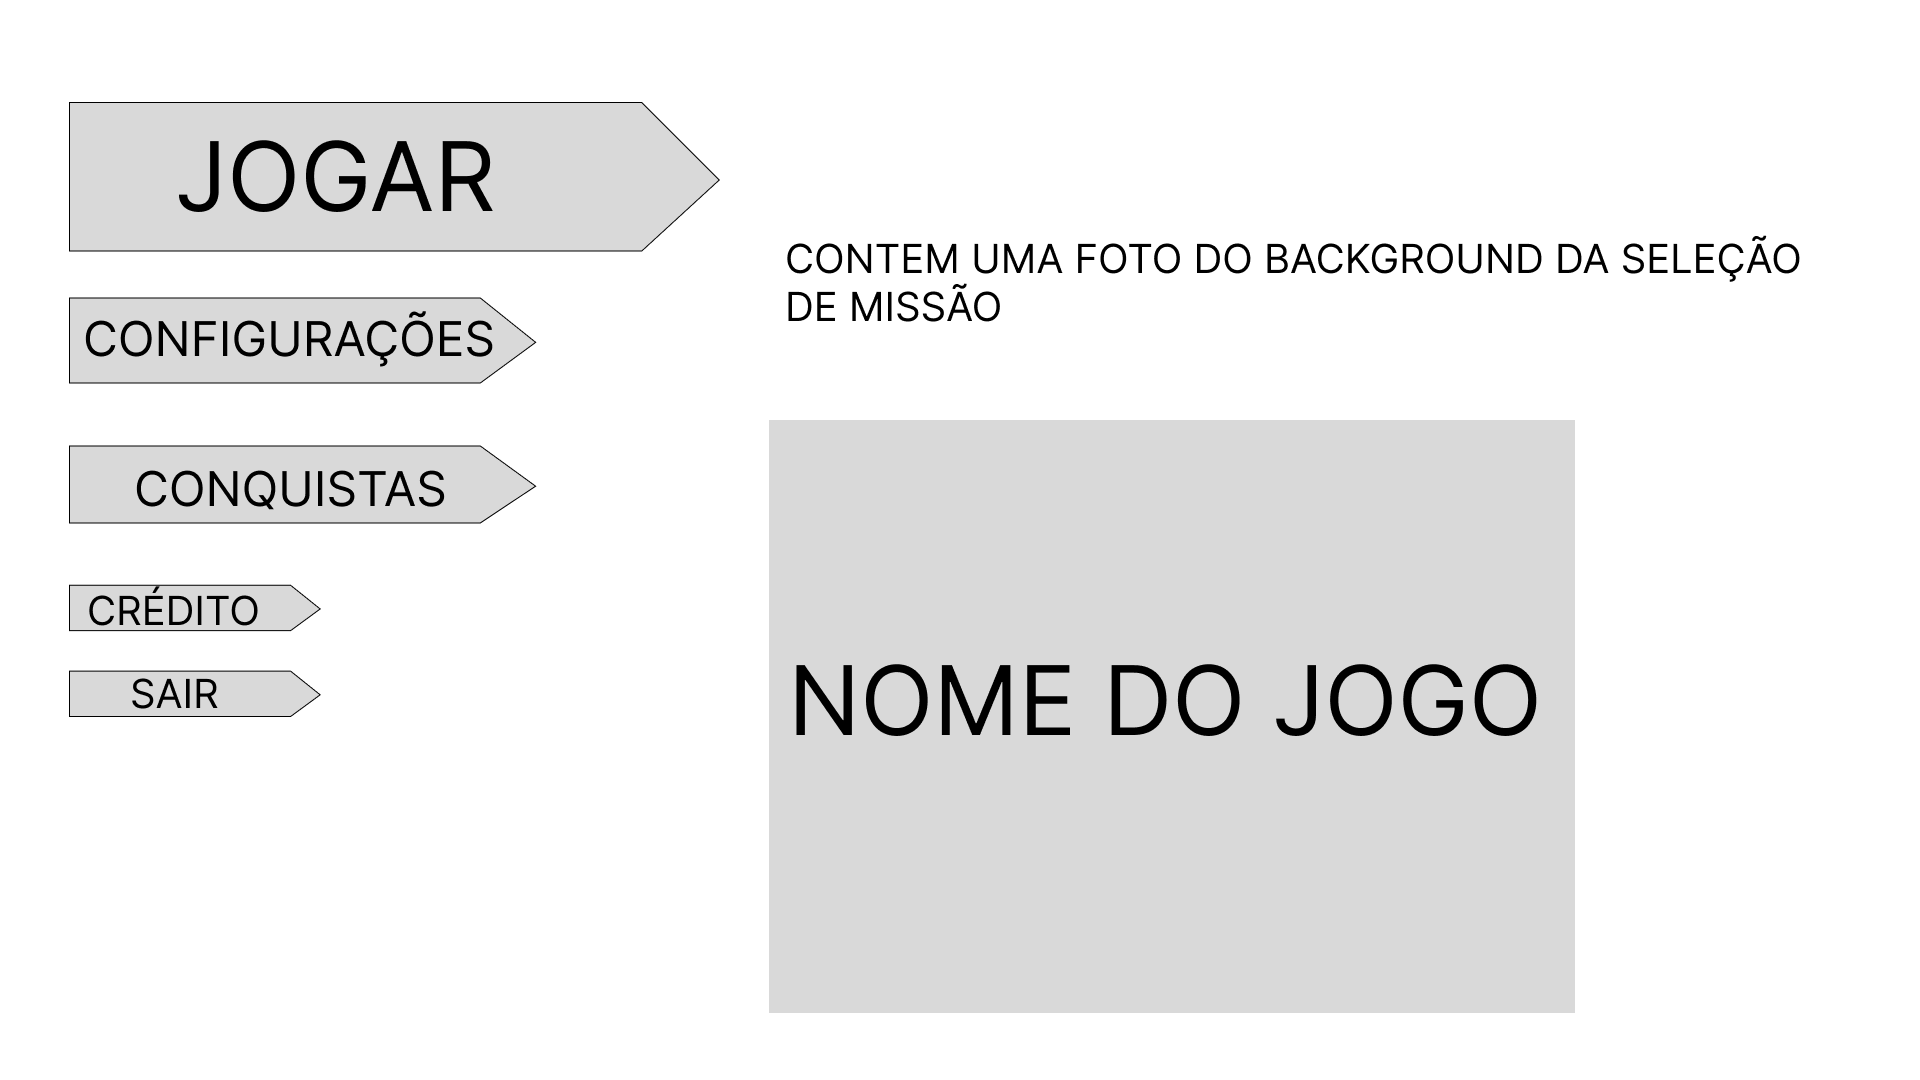 JOGAR
CONFIGURAÇÕES
CONQUISTAS
CRÉDITO
SAIR
CONTEM UMA FOTO DO BACKGROUND DA SELEÇÃO
DE MISSÃO
NOME DO JOGO